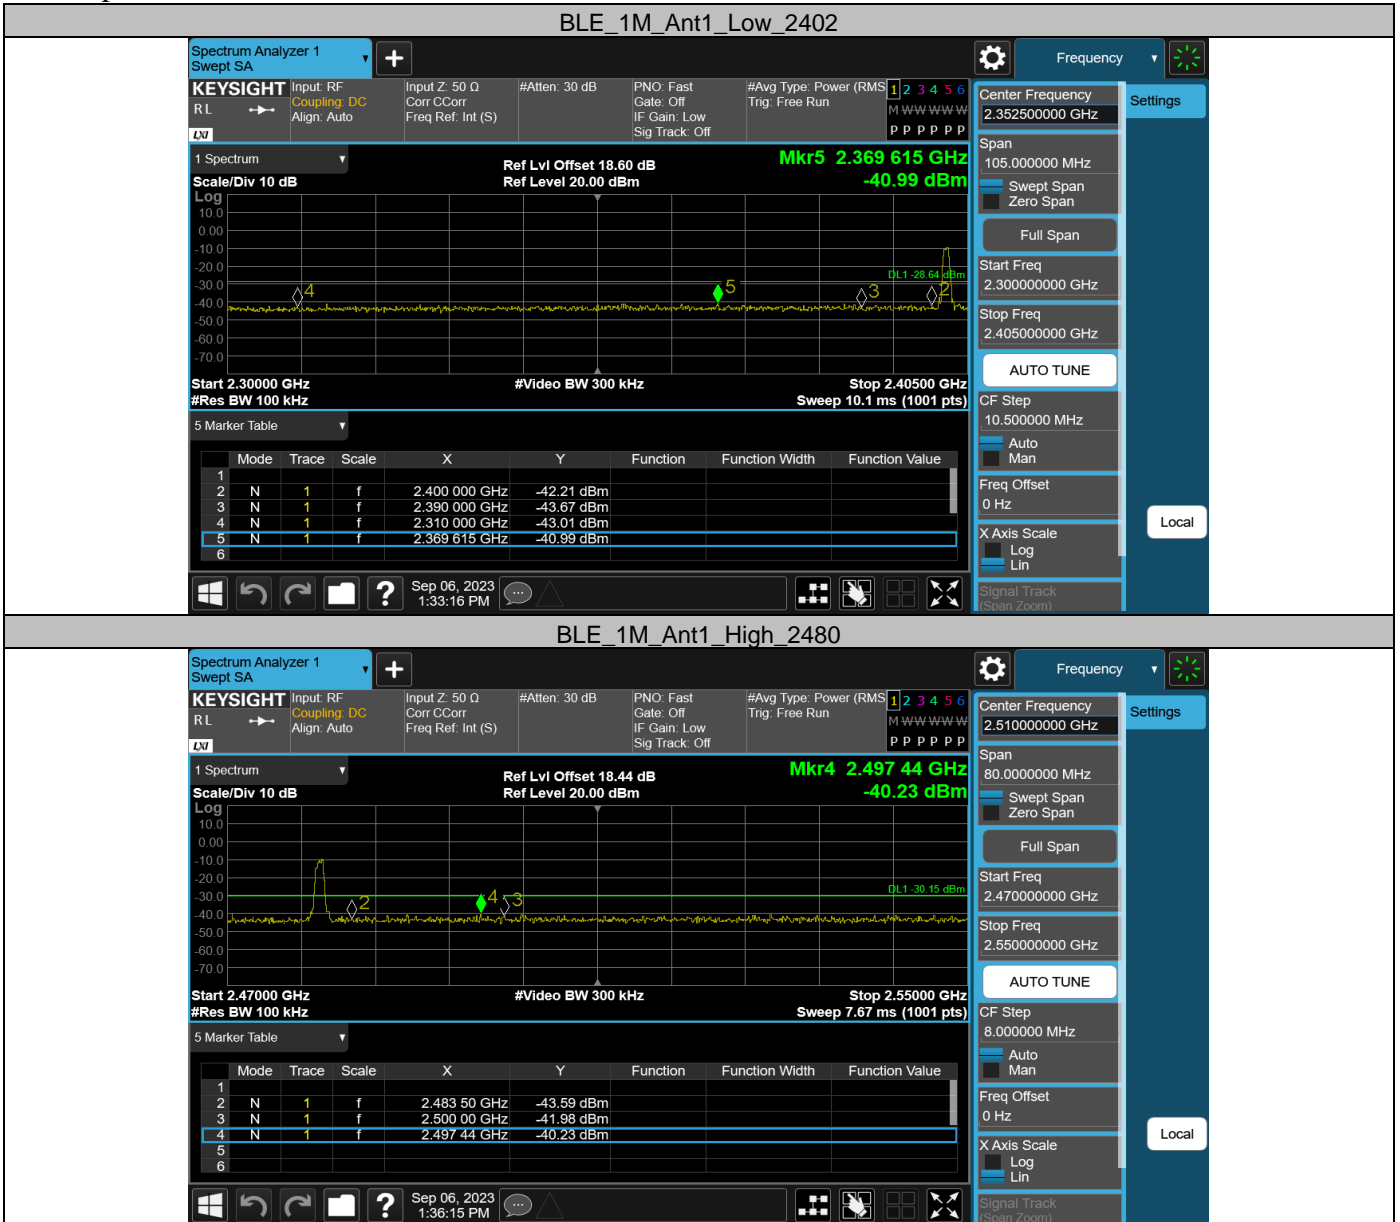 BLE_1M_Ant1_Low_2402
Spectrum Analyzer 1
Swept SA
Frequency
KEYSIGHT
RL
LXI
Input: RF
Coupling: DC
Align: Auto
Input Z: 50 Ω
Corr CCorr
Freq Ref: Int (S)
#Atten: 30 dB
PNO: Fast
Gate: Off
IF Gain: Low
Sig Track: Off
#Avg Type: Power (RMS
Trig: Free Run
1 2 3 4 5 6
M W W W W W
P P P P P P
1 Spectrum
Scale/Div 10 dB
Ref Lvl Offset 18.60 dB
Ref Level 20.00 dBm
Mkr5 2.369 615 GHz
-40.99 dBm
Log
10.0
0.00
-10.0
-20.0
-30.0
-40.0
-50.0
-60.0
-70.0
DL1 -28.64 dBm
4
5
3
2
Start 2.30000 GHz
#Res BW 100 kHz
#Video BW 300 kHz
Stop 2.40500 GHz
Sweep 10.1 ms (1001 pts)
5 Marker Table
Mode Trace Scale X Y Function Function Width Function Value
1
2 N 1 f 2.400 000 GHz -42.21 dBm
3 N 1 f 2.390 000 GHz -43.67 dBm
4 N 1 f 2.310 000 GHz -43.01 dBm
5 N 1 f 2.369 615 GHz -40.99 dBm
6
Sep 06, 2023
1:33:16 PM
Center Frequency
2.352500000 GHz
Span
105.000000 MHz
Swept Span
Zero Span
Full Span
Start Freq
2.300000000 GHz
Stop Freq
2.405000000 GHz
AUTO TUNE
CF Step
10.500000 MHz
Auto
Man
Freq Offset
0 Hz
X Axis Scale
Log
Lin
Signal Track
(Span Zoom)
Settings
Local
BLE_1M_Ant1_High_2480
Spectrum Analyzer 1
Swept SA
Frequency
KEYSIGHT
RL
LXI
Input: RF
Coupling: DC
Align: Auto
Input Z: 50 Ω
Corr CCorr
Freq Ref: Int (S)
#Atten: 30 dB
PNO: Fast
Gate: Off
IF Gain: Low
Sig Track: Off
#Avg Type: Power (RMS
Trig: Free Run
1 2 3 4 5 6
M W W W W W
P P P P P P
1 Spectrum
Scale/Div 10 dB
Ref Lvl Offset 18.44 dB
Ref Level 20.00 dBm
Mkr4 2.497 44 GHz
-40.23 dBm
Log
10.0
0.00
-10.0
-20.0
-30.0
-40.0
-50.0
-60.0
-70.0
DL1 -30.15 dBm
2
4
3
Start 2.47000 GHz
#Res BW 100 kHz
#Video BW 300 kHz
Stop 2.55000 GHz
Sweep 7.67 ms (1001 pts)
5 Marker Table
Mode Trace Scale X Y Function Function Width Function Value
1
2 N 1 f 2.483 50 GHz -43.59 dBm
3 N 1 f 2.500 00 GHz -41.98 dBm
4 N 1 f 2.497 44 GHz -40.23 dBm
5
6
Sep 06, 2023
1:36:15 PM
Center Frequency
2.510000000 GHz
Span
80.0000000 MHz
Swept Span
Zero Span
Full Span
Start Freq
2.470000000 GHz
Stop Freq
2.550000000 GHz
AUTO TUNE
CF Step
8.000000 MHz
Auto
Man
Freq Offset
0 Hz
X Axis Scale
Log
Lin
Signal Track
(Span Zoom)
Settings
Local